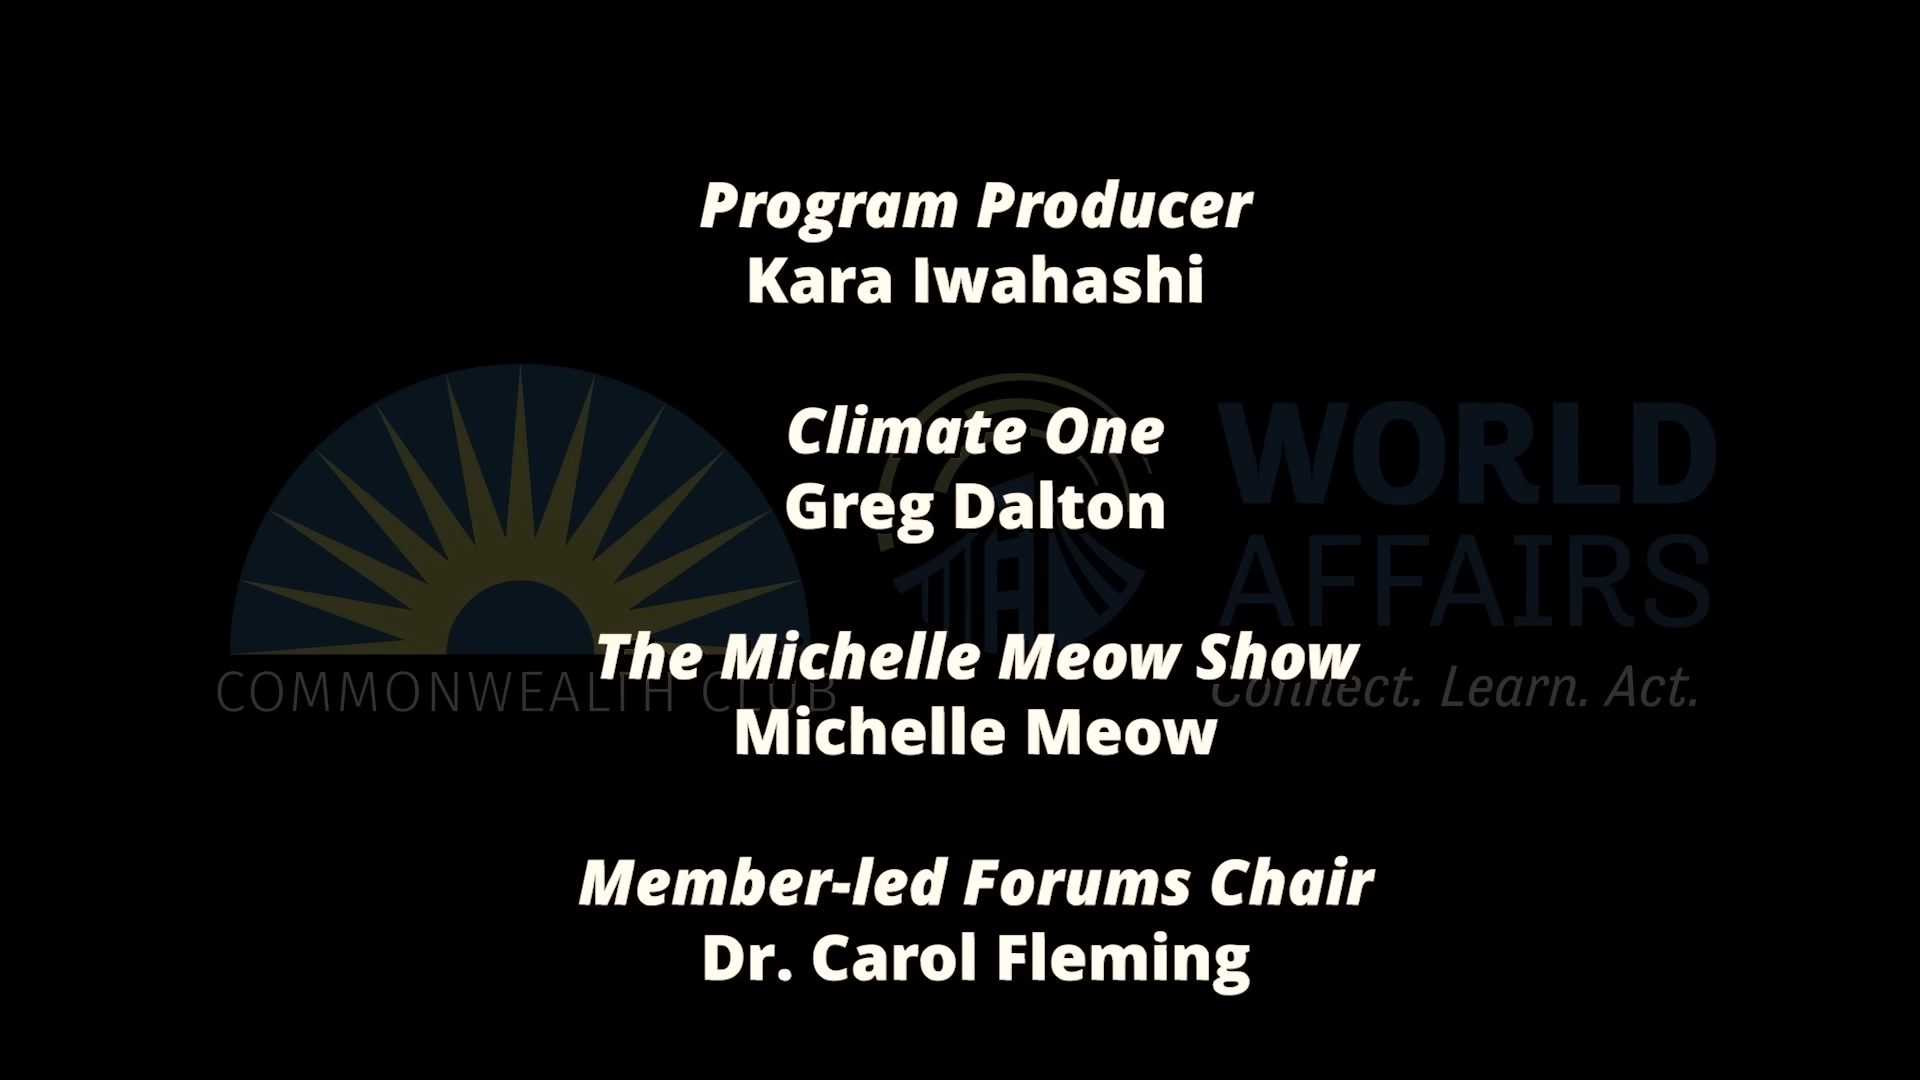 Program Producer
Kara Iwahashi
Climate One
Greg Dalton
The Michelle Meow Show
Michelle Meow
Member-led Forums Chair
Dr. Carol Fleming
COMMONWEALTH CLUB
WORLD
AFFAIRS
Connect. Learn. Act.